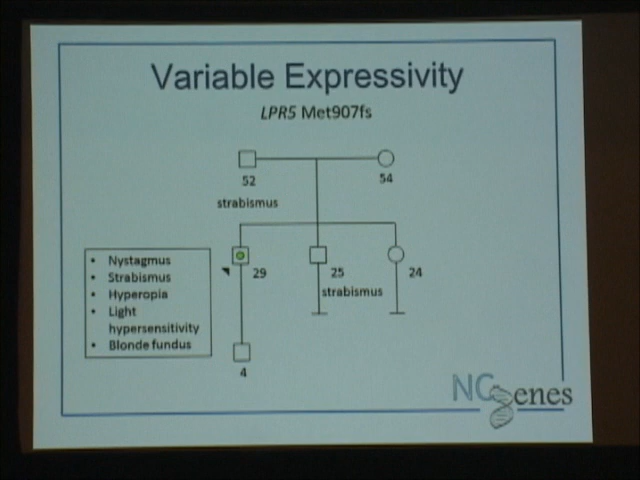 Variable Expressivity
LPR5 Met907fs
52
54
strabismus
29
25
24
strabismus
• Nystagmus
• Strabismus
• Hyperopia
• Light
hypersensitivity
• Blonde fundus
4
NCgenes